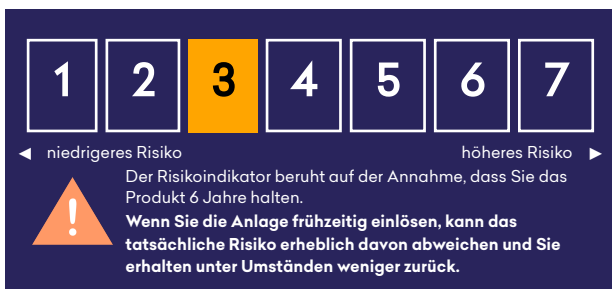 1 2 3 4 5 6 7
◄ niedrigeres Risiko höheres Risiko ►
!
Der Risikoindikator beruht auf der Annahme, dass Sie das
Produkt 6 Jahre halten.
Wenn Sie die Anlage frühzeitig einlösen, kann das
tatsächliche Risiko erheblich davon abweichen und Sie
erhalten unter Umständen weniger zurück.